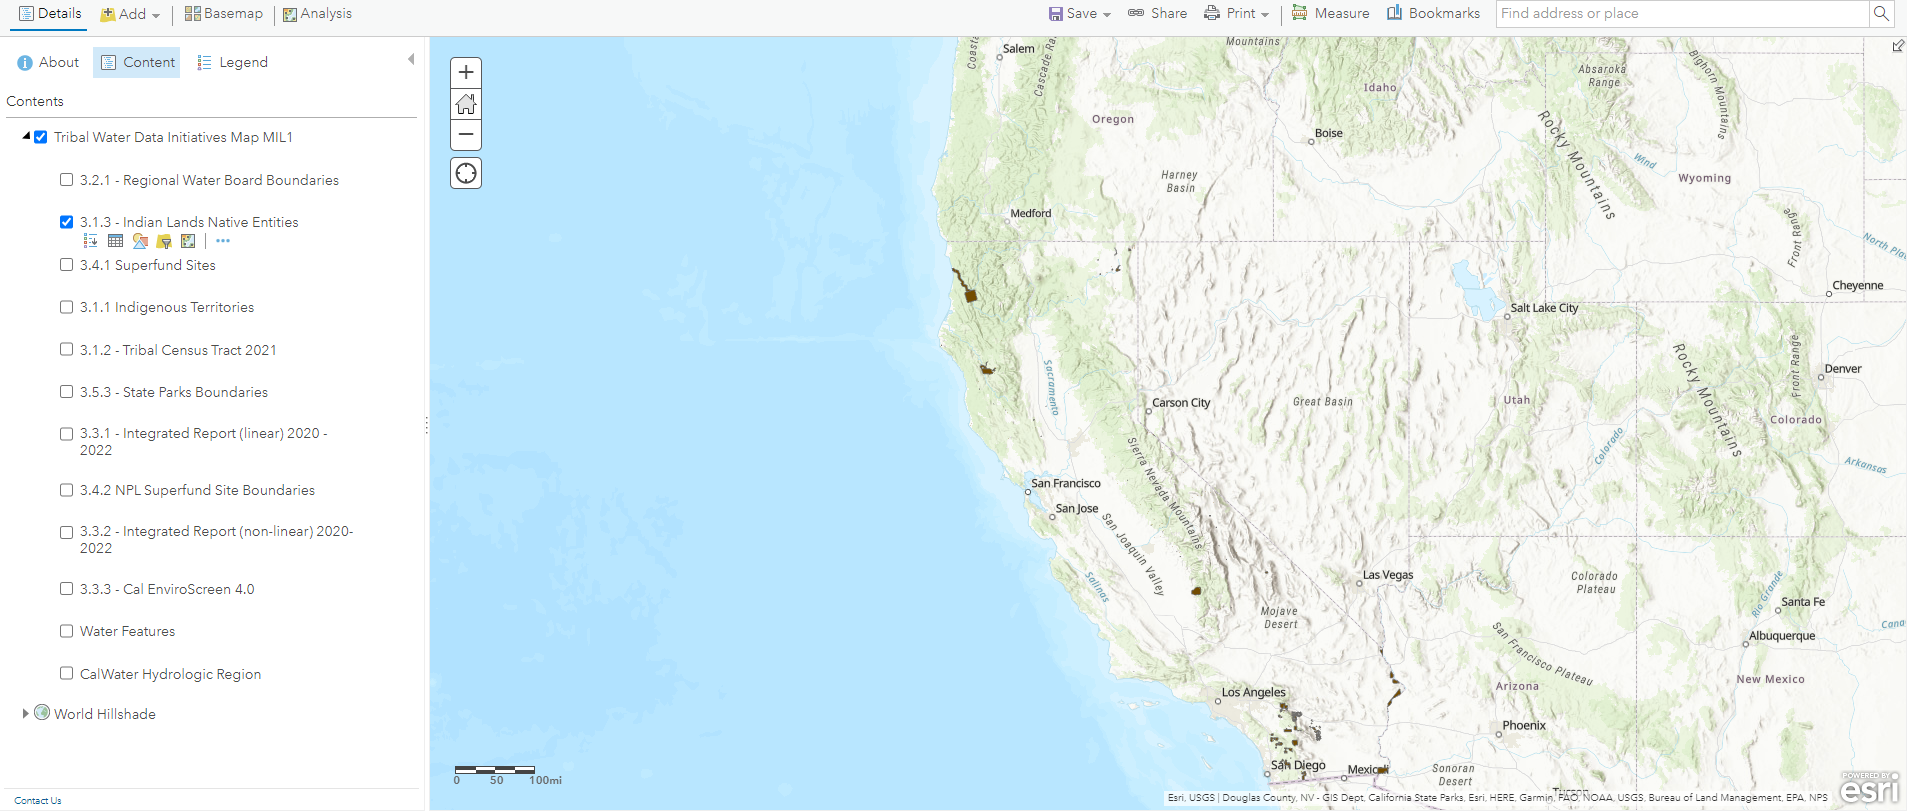 Details
Add
Basemap
Analysis
Save
Share
Print
Measure
Bookmarks
Find address or place
About
Content
Legend
Contents
Tribal Water Data Initiatives Map MIL1
3.2.1 - Regional Water Board Boundaries
3.1.3 - Indian Lands Native Entities
3.4.1 Superfund Sites
3.1.1 Indigenous Territories
3.1.2 - Tribal Census Tract 2021
3.5.3 - State Parks Boundaries
3.3.1 - Integrated Report (linear) 2020 -
2022
3.4.2 NPL Superfund Site Boundaries
3.3.2 - Integrated Report (non-linear) 2020-
2022
3.3.3 - Cal EnviroScreen 4.0
Water Features
CalWater Hydrologic Region
World Hillshade
Contact Us
Salem
Coasta
Cascade Ra
Mountains
Oregon
Idaho
Boise
Absaroka
Range
Bighorn Mountains
Rocky Mountains
Wind
Wyoming
Harney
Basin
Medford
Front Range
North Pla
Cheyenne
Salt Lake City
Sacramento
Carson City
Great Basin
Utah
Rocky Mountains
Front Range
Denver
Colorado
Colorado
Arkansas
Sierra Nevada Mountains
San Francisco
San Jose
San Joaquin Valley
Salinas
Las Vegas
Colorado
Plateau
Mojave
Desert
Rio Grande
Santa Fe
Cana
Albuquerque
San Francisco Plateau
New Mexico
Arizona
Los Angeles
Phoenix
San Diego
Mexicali
Sonoran
Desert
Tucson
0 50 100mi
Esri, USGS | Douglas County, NV - GIS Dept, California State Parks, Esri, HERE, Garmin, FAO, NOAA, USGS, Bureau of Land Management, EPA, NPS
POWERED BY
esri